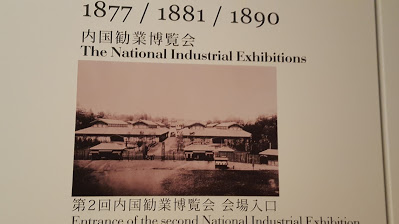 1877 / 1881 / 1890
内国勧業博覧会
The National Industrial Exhibitions
第2回内国勧業博覧会 会場入口
Entrance of the second National Industrial Exhibition